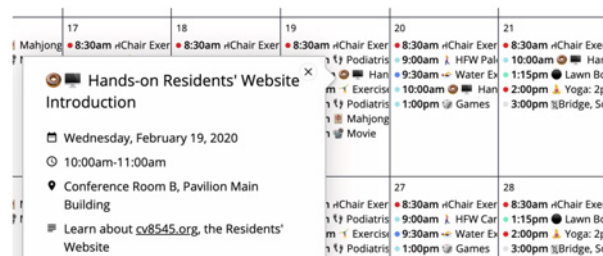 17 18 19 20 21
Mahjong 8:30am Chair Exer 8:30am Chair Exer 8:30am Chair Exer 8:30am Chair Exer 8:30am Chair Exer
9:00am HFW Pal 10:00am Ha
Han 9:30am Water Ex 1:15pm Lawn Bo
Exercise 10:00am Han 2:00pm Yoga: 2p
Podiatris 1:00pm Games 3:00pm Bridge, So
Mahjong
Movie
Hands-on Residents' Website
Introduction
Wednesday, February 19, 2020
10:00am-11:00am
Conference Room B, Pavilion Main
Building
Learn about cv8545.org, the Residents'
Website
27 28
Chair Exer 8:30am Chair Exer 8:30am Chair Exer
Podiatris 9:00am HFW Car 1:15pm Lawn Bo
Exercise 9:30am Water Ex 2:00pm Yoga: 2p
Podiatris 1:00pm Games 3:00pm Bridge, So